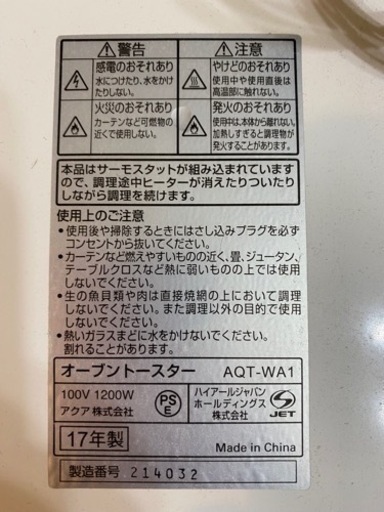 警告
感電のおそれあり
水につけたり、水をかけ
たりしない。
火災のおそれあり
カーテンなど可燃物の
近くで使用しない。
注意
やけどのおそれあり
使用中や使用直後は
高温部に触れない。
発火のおそれあり
使用中は、本体から離れない。
加熱しすぎると調理物が
発火することがあります。
本品はサーモスタットが組み込まれています
ので、調理途中ヒーターが消えたりついたり
しながら調理を続けます。
使用上のご注意
●使用後や掃除するときにはさし込みプラグを必ず
コンセントから抜いてください。
●カーテンなど燃えやすいものの近く、畳、ジュータン、
テーブルクロスなど熱に弱いものの上では使用
しないでください。
●生の魚貝類や肉は直接焼網の上において調理
しないでください。また調理以外の目的で使用
しないでください。
●熱いガラスまどに水をかけないでください。
割れることがあります。
オーブントースター AQT-WA1
100V 1200W
アクア株式会社
PS
E
ハイアールジャパン
ホールディングス
株式会社
JET
17年製
Made in China
製造番号 214032